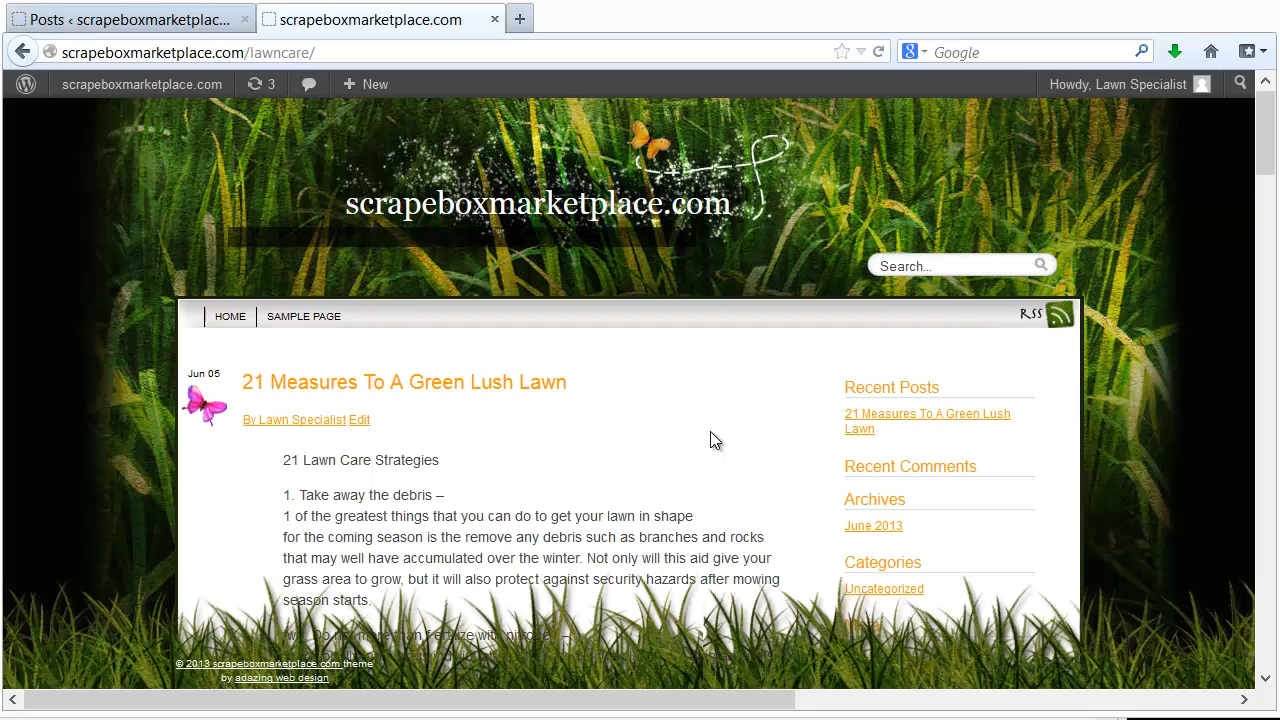 Posts ‹ scrapeboxmarketplac...
scrapeboxmarketplace.com
scrapeboxmarketplace.com/lawncare/
Google
scrapeboxmarketplace.com
3
New
Howdy, Lawn Specialist
scrapeboxmarketplace.com
Search...
HOME
SAMPLE PAGE
RSS
Jun 05
21 Measures To A Green Lush Lawn
By Lawn Specialist Edit
21 Lawn Care Strategies
1. Take away the debris –
1 of the greatest things that you can do to get your lawn in shape
for the coming season is the remove any debris such as branches and rocks
that may well have accumulated over the winter. Not only will this aid give your
grass area to grow, but it will also protect against security hazards after mowing
season starts.
Recent Posts
21 Measures To A Green Lush
Lawn
Recent Comments
Archives
June 2013
Categories
Uncategorized
© 2013 scrapeboxmarketplace.com theme
by adazing web design